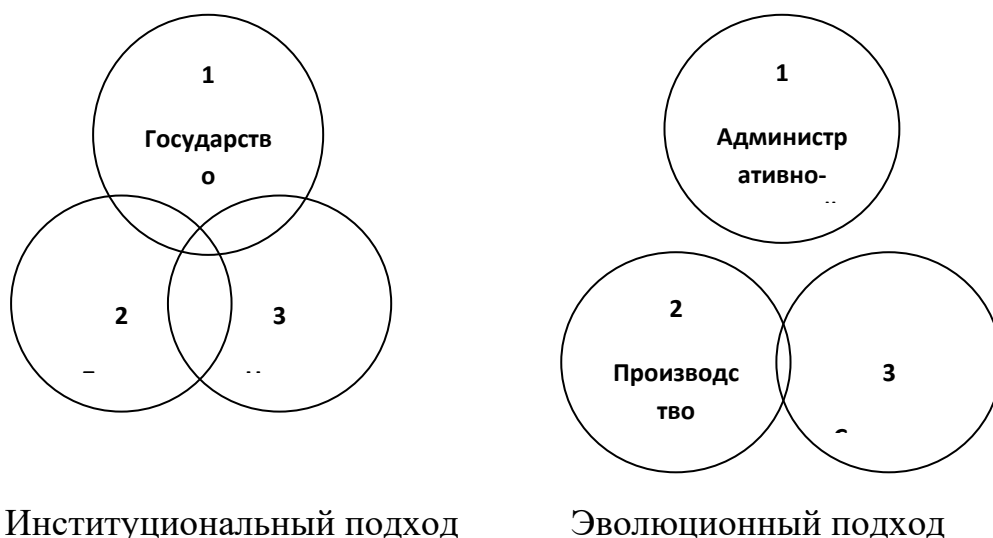 1
Государств
о
2
3
Институциональный подход
1
Администр
ативно-
2
Производс
тво
3
Эволюционный подход